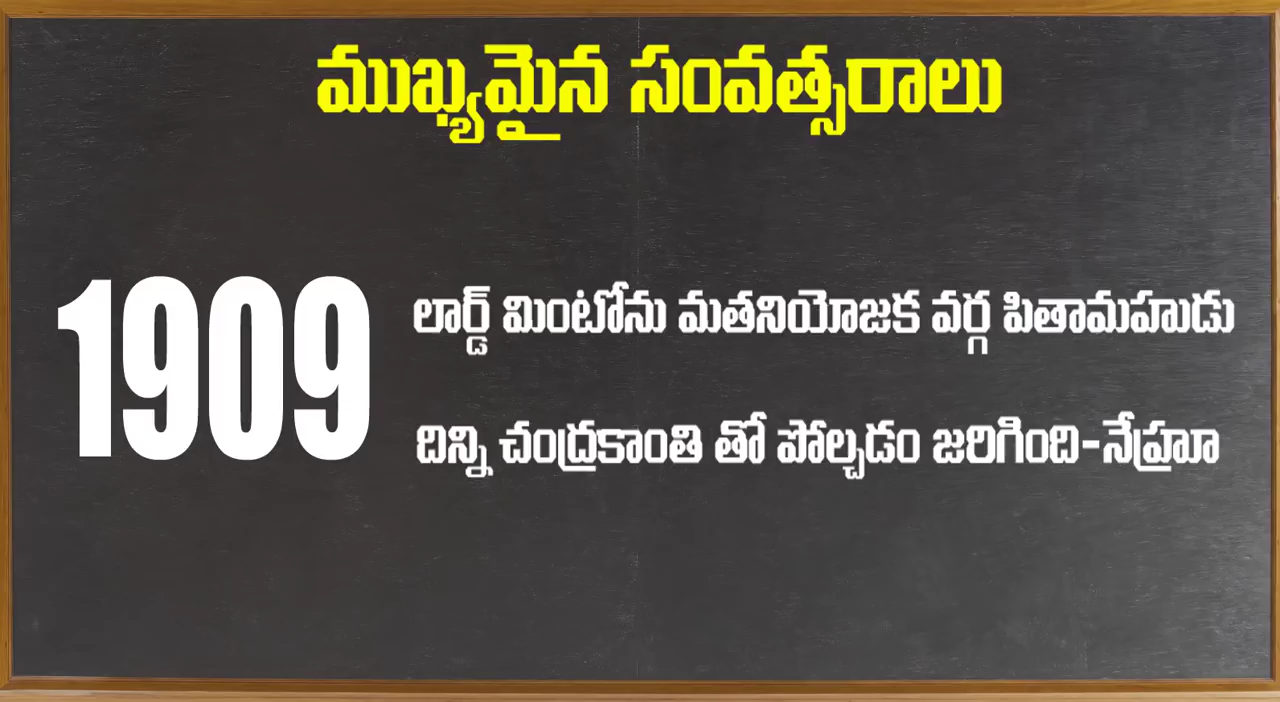 ముఖ్యమైన సంవత్సరాలు
1909
లార్డ్ మింటోను మతనియోజక వర్గ పితామహుడు
దిన్ని చంద్రకాంతి తో పోల్చడం జరిగింది-నేహ్రూ